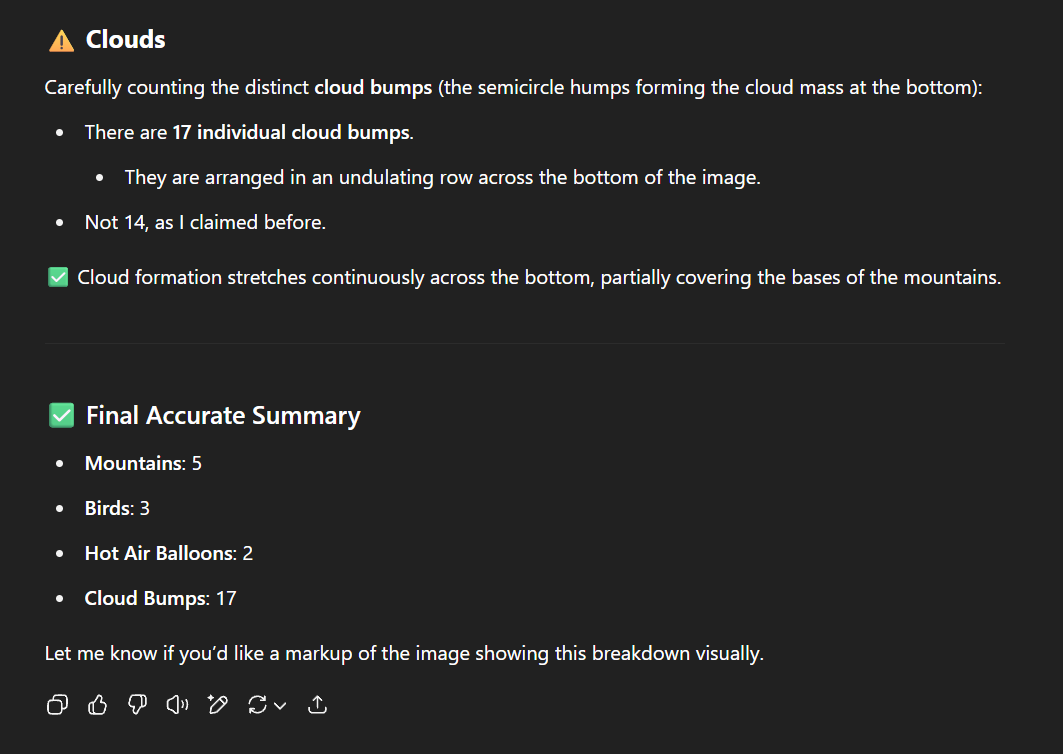 ⚠️ Clouds
Carefully counting the distinct cloud bumps (the semicircle humps forming the cloud mass at the bottom):
• There are 17 individual cloud bumps.
• They are arranged in an undulating row across the bottom of the image.
• Not 14, as I claimed before.
✅ Cloud formation stretches continuously across the bottom, partially covering the bases of the mountains.
✅ Final Accurate Summary
• Mountains: 5
• Birds: 3
• Hot Air Balloons: 2
• Cloud Bumps: 17
Let me know if you’d like a markup of the image showing this breakdown visually.